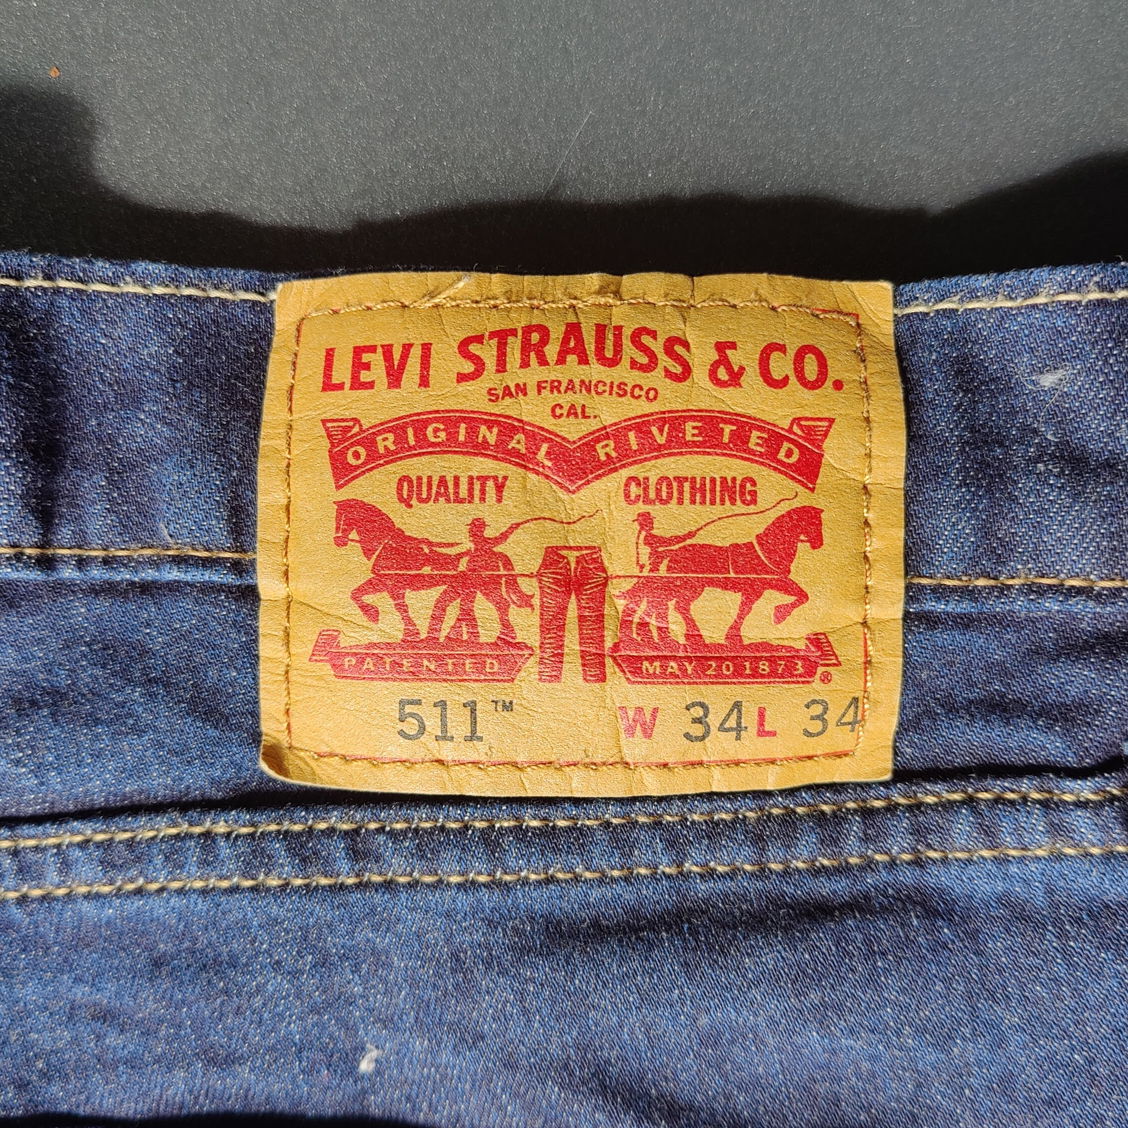 LEVI STRAUSS & CO.
SAN FRANCISCO
CAL.
ORIGINAL RIVETED
QUALITY CLOTHING
PATENTED MAY 20 1873 ®
511™ W 34 L 34